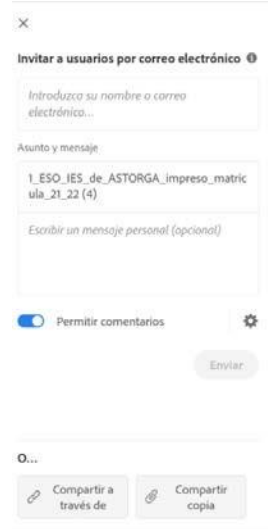 Invitar a usuarios por correo electrónico
Introduzca su nombre o correo
electrónico...
Asunto y mensaje
1_ESO_IES_de_ASTORGA_impreso_matric
ula_21_22 (4)
Escribir un mensaje personal (opcional)
Permitir comentarios
Enviar
O...
Compartir a
través de
Compartir
copia